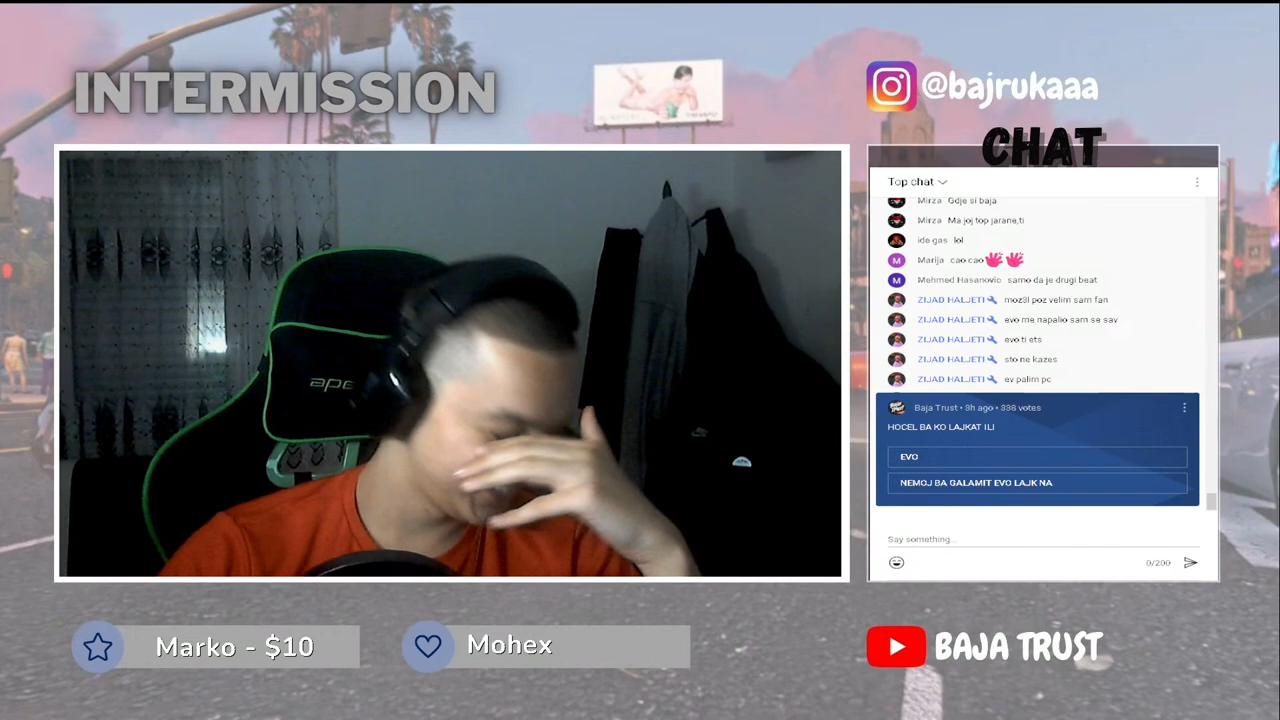 INTERMISSION
@bajrukaaa
CHAT
Top chat
Mirza Gdje si baja
Mirza Ma joj top jarane,ti
ide gas lol
M Marija cao cao
M Mehmed Hasanovic samo da je drugi beat
ZIJAD HALJETI moz3l poz velim sam fan
ZIJAD HALJETI evo me napalio sam se sav
ZIJAD HALJETI evo ti ets
ZIJAD HALJETI sto ne kazes
ZIJAD HALJETI ev palim pc
Baja Trust • 3h ago • 336 votes
HOCEL BA KO LAJKAT ILI
EVO
NEMOJ BA GALAMIT EVO LAJK NA
Say something...
0/200
ape
Marko - $10
Mohex
BAJA TRUST